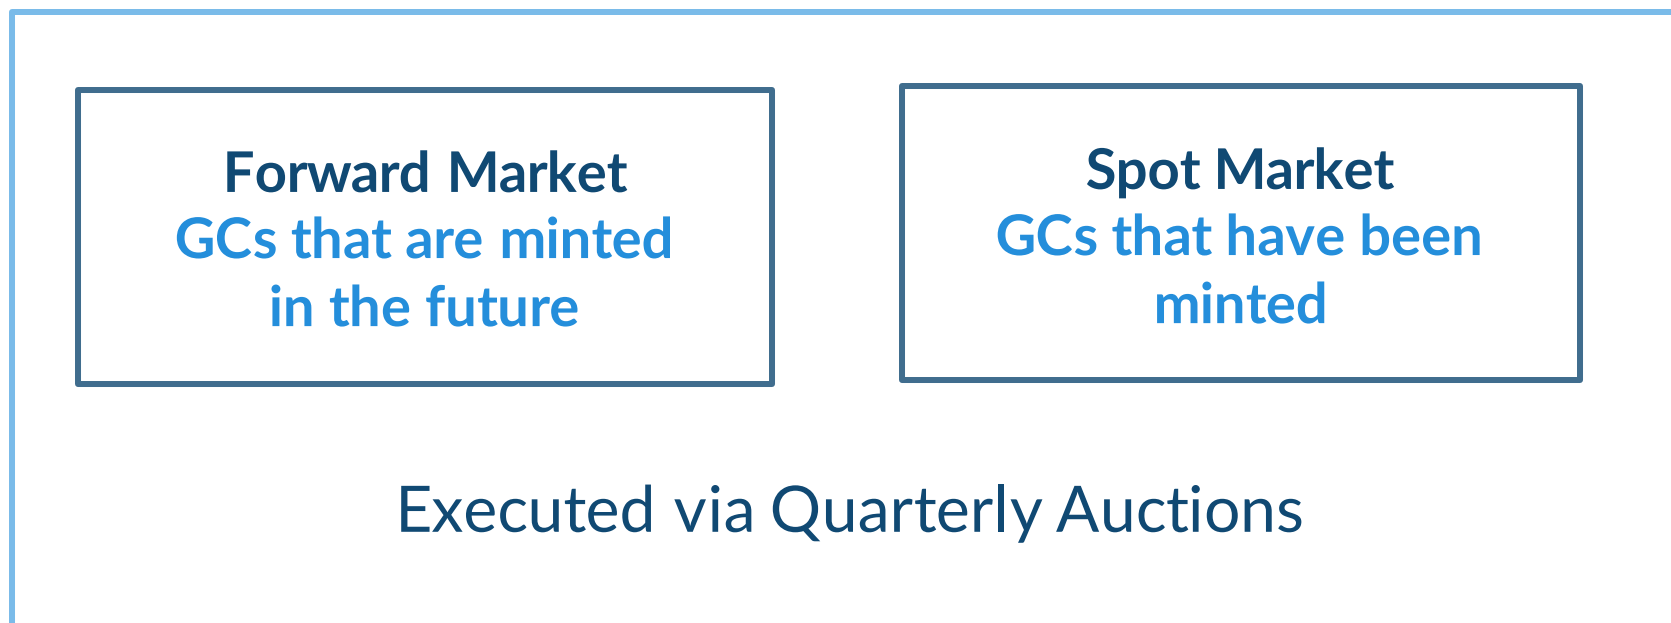 Forward Market
GCs that are minted
in the future
Spot Market
GCs that have been
minted
Executed via Quarterly Auctions